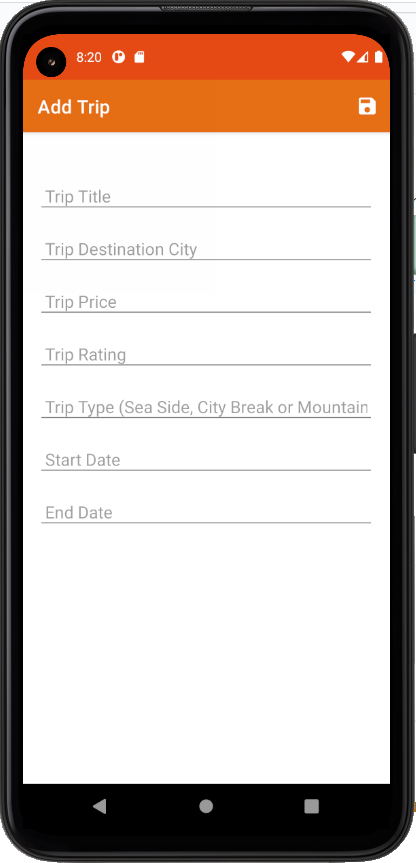 8:20
Add Trip
Trip Title
Trip Destination City
Trip Price
Trip Rating
Trip Type (Sea Side, City Break or Mountain
Start Date
End Date